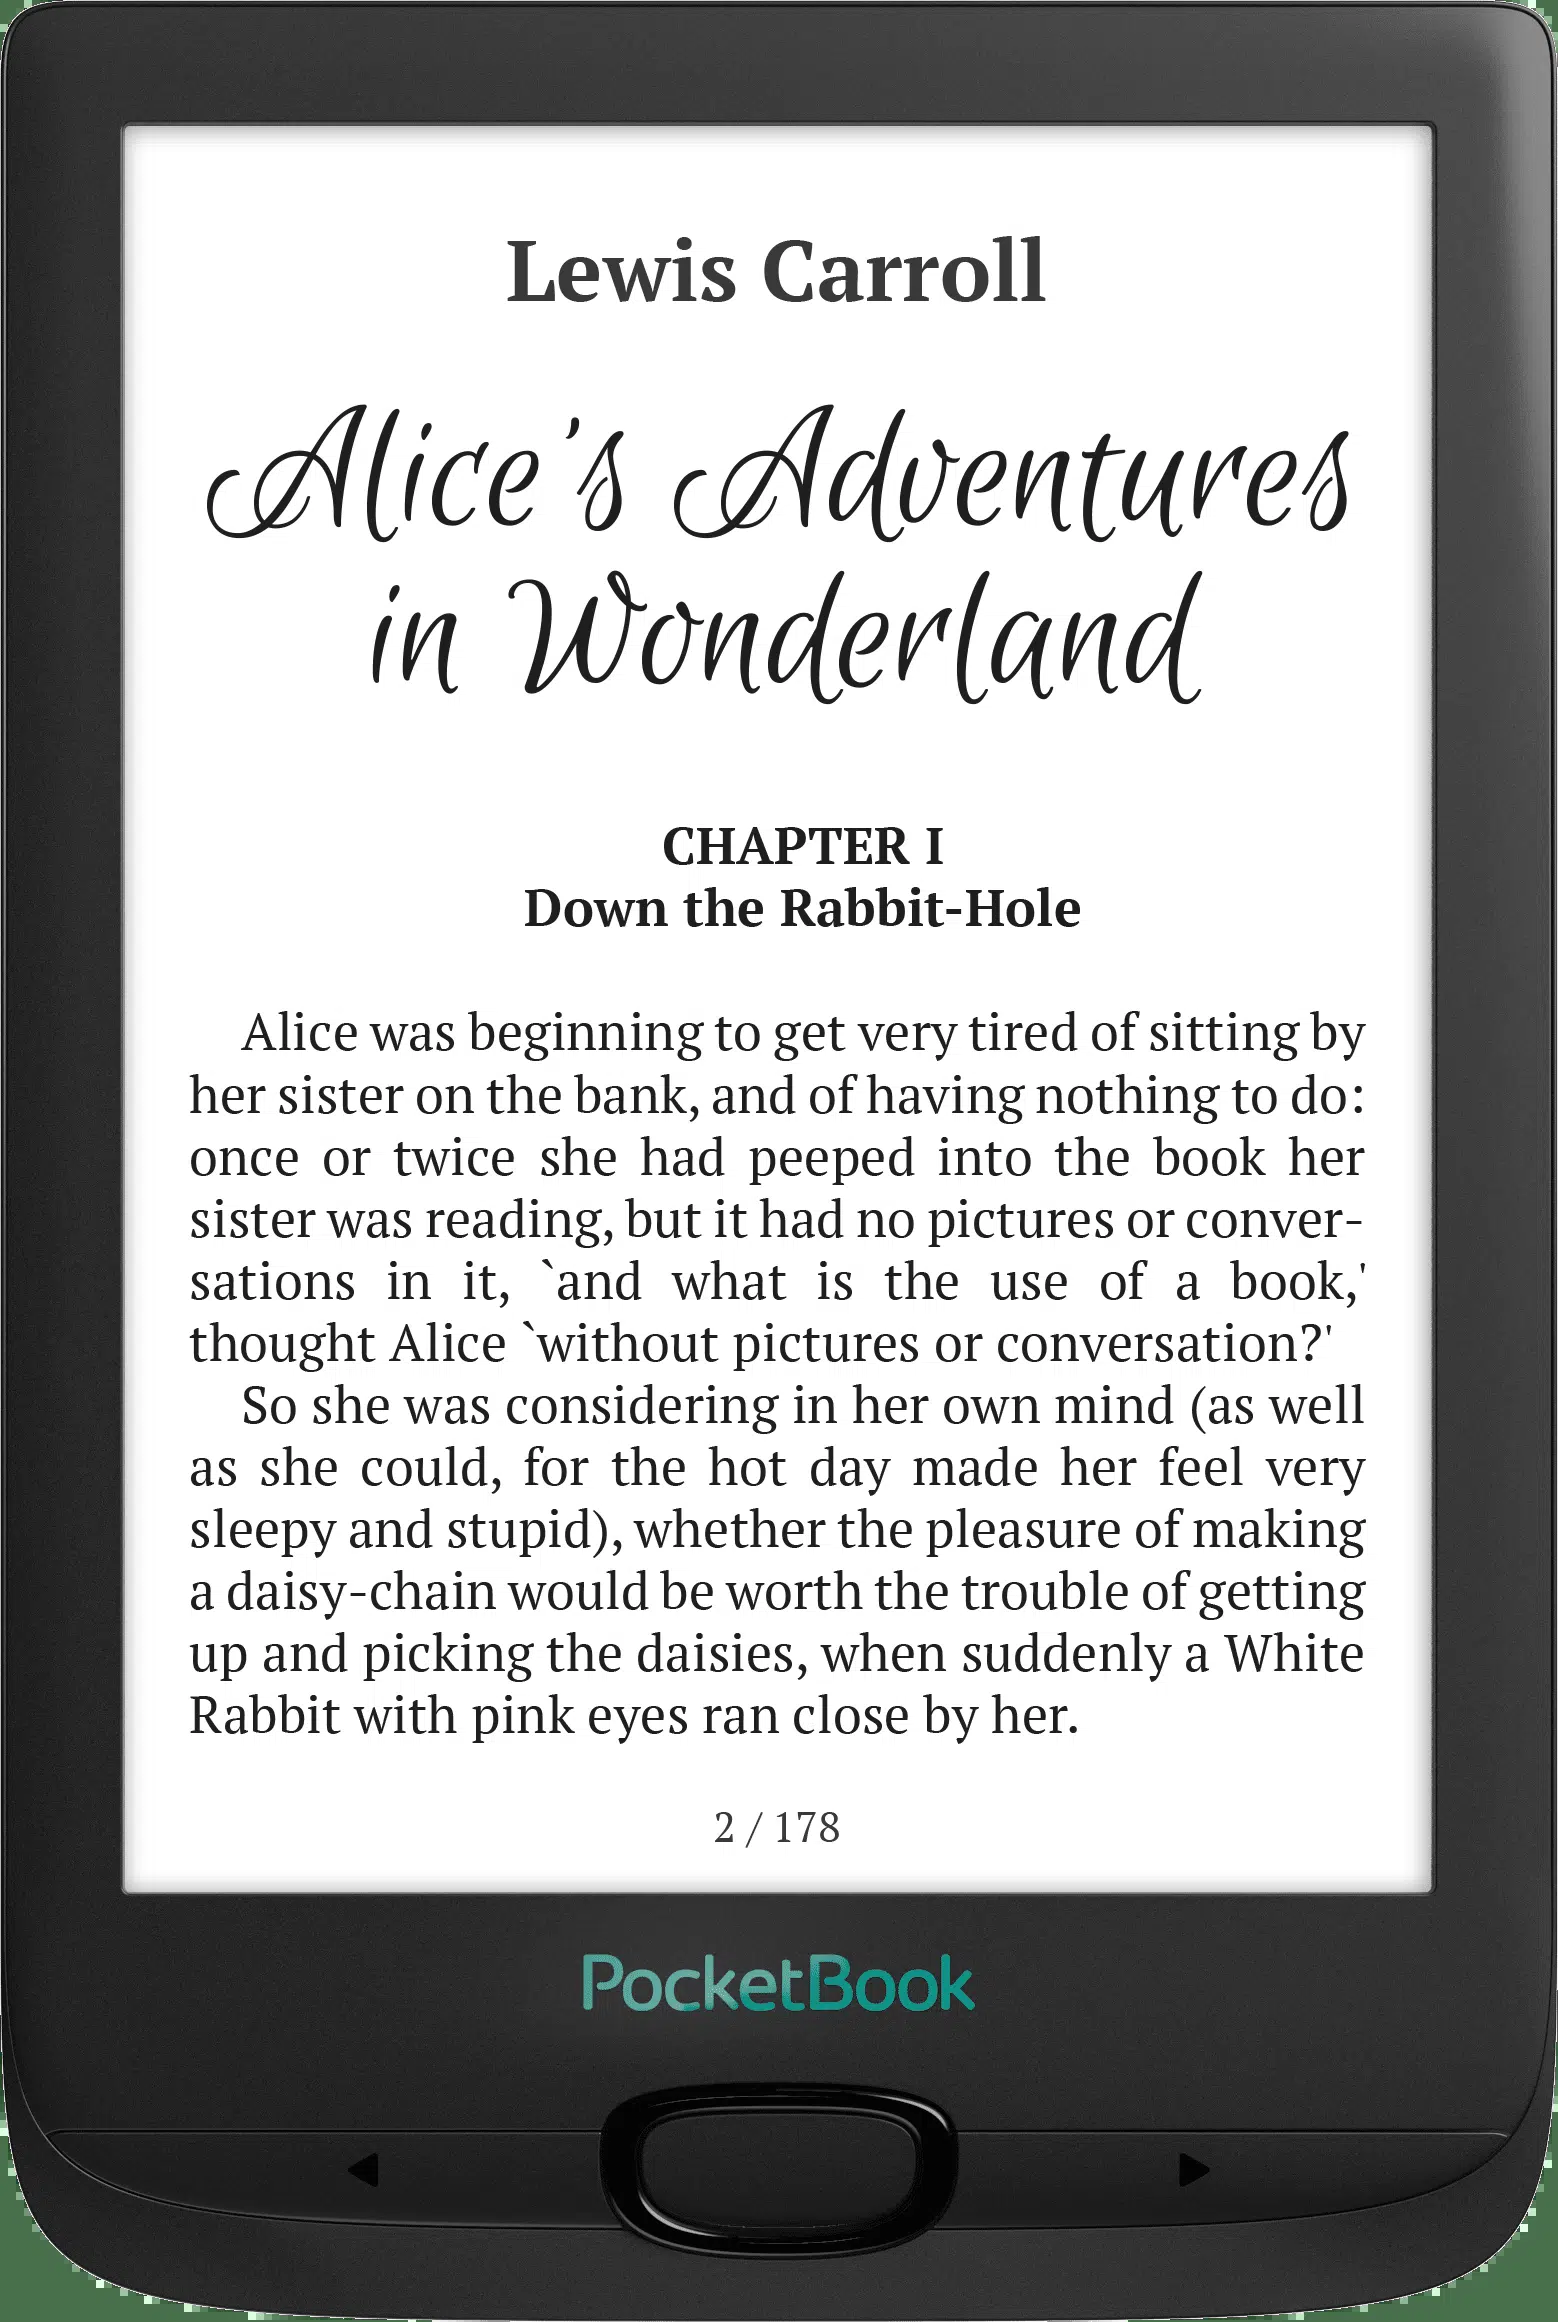 Lewis Carroll
Alice's Adventures
in Wonderland
CHAPTER I
Down the Rabbit-Hole
Alice was beginning to get very tired of sitting by
her sister on the bank, and of having nothing to do:
once or twice she had peeped into the book her
sister was reading, but it had no pictures or conver-
sations in it, `and what is the use of a book,'
thought Alice `without pictures or conversation?'
So she was considering in her own mind (as well
as she could, for the hot day made her feel very
sleepy and stupid), whether the pleasure of making
a daisy-chain would be worth the trouble of getting
up and picking the daisies, when suddenly a White
Rabbit with pink eyes ran close by her.
2 / 178
PocketBook